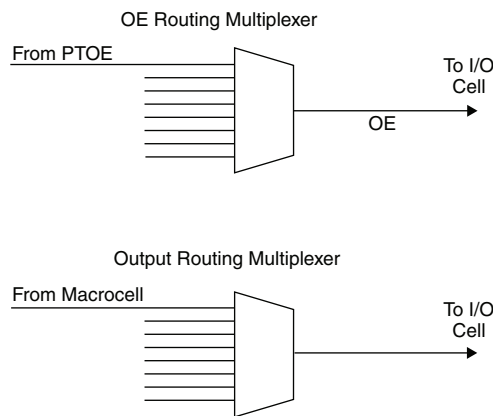 OE Routing Multiplexer
From PTOE
To I/O
Cell
OE
Output Routing Multiplexer
From Macrocell
To I/O
Cell